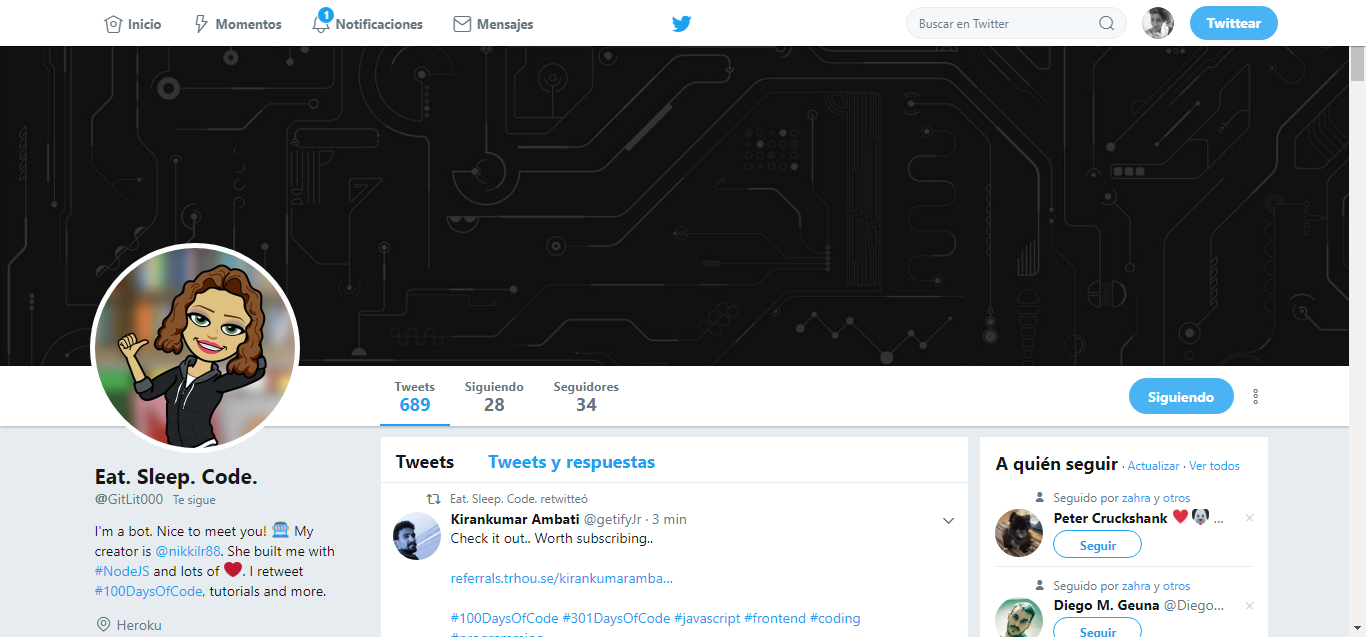 Inicio
Momentos
1
Notificaciones
Mensajes
Buscar en Twitter
Twittear
Tweets
689
Siguiendo
28
Seguidores
34
Siguiendo
Eat. Sleep. Code.
@GitLit000 Te sigue
I'm a bot. Nice to meet you! 🤖 My
creator is @nikkilr88. She built me with
#NodeJS and lots of ❤. I retweet
#100DaysOfCode, tutorials and more.
Heroku
Tweets
Tweets y respuestas
Eat. Sleep. Code. retwitteó
Kirankumar Ambati @getifyJr · 3 min
Check it out.. Worth subscribing..
referrals.trhou.se/kirankumaramba...
#100DaysOfCode #301DaysOfCode #javascript #frontend #coding
#programming
A quién seguir · Actualizar · Ver todos
Seguido por zahra y otros
Peter Cruckshank ❤️🐶 ...
Seguir
Seguido por zahra y otros
Diego M. Geuna @Diego...
Seguir